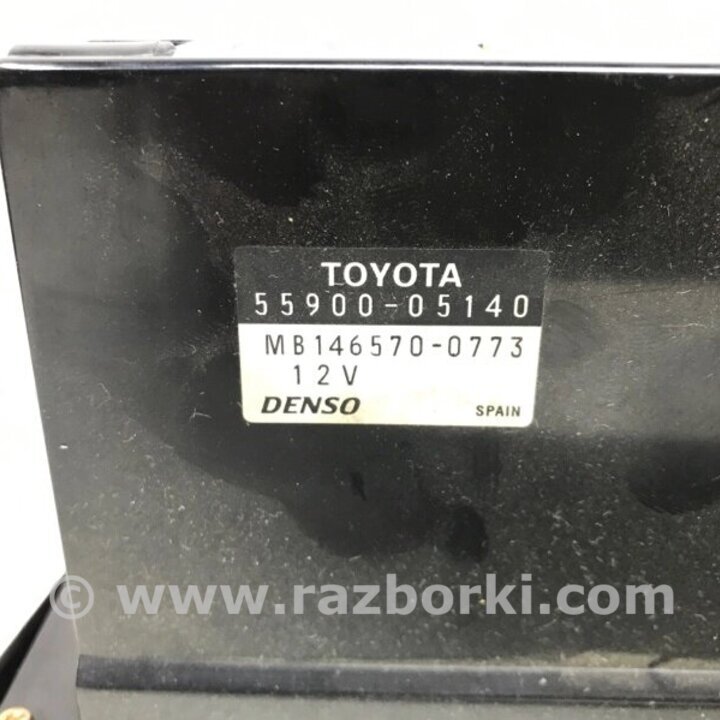 TOYOTA
55900-05140
MB146570-0773
12V
DENSO SPAIN
© www.razborki.com